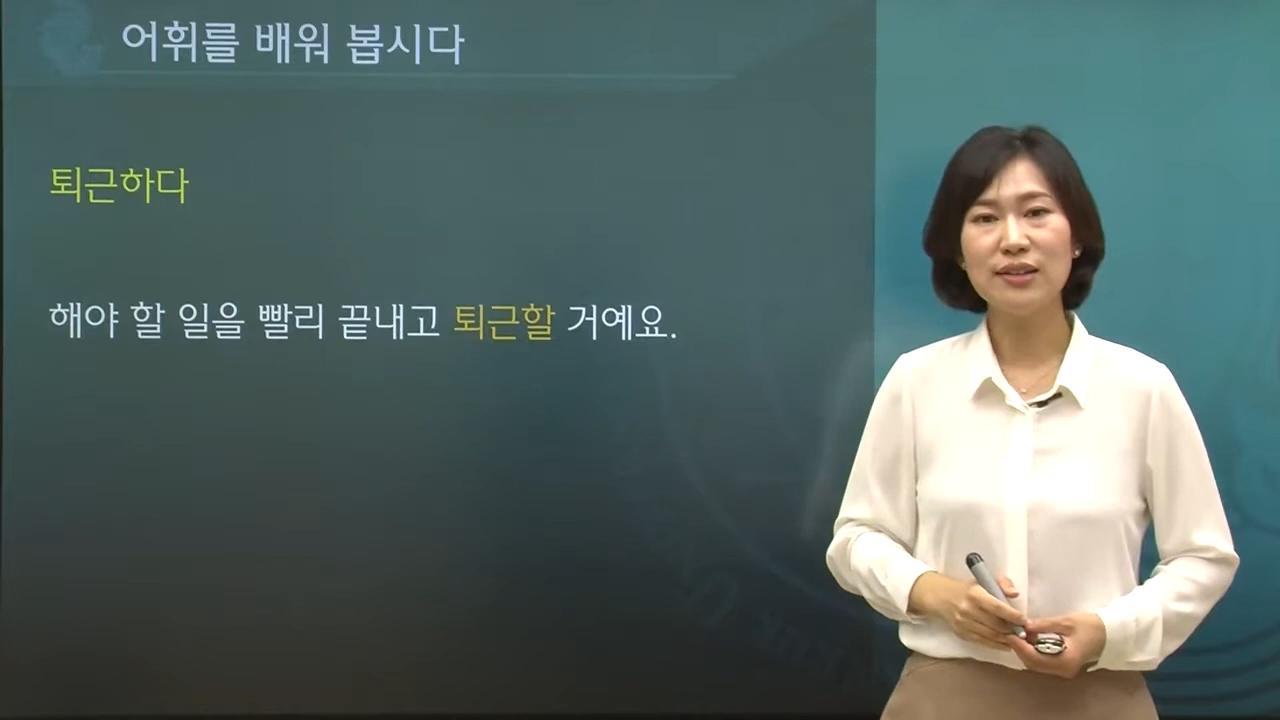 어휘를 배워 봅시다
퇴근하다
해야 할 일을 빨리 끝내고 퇴근할 거예요.